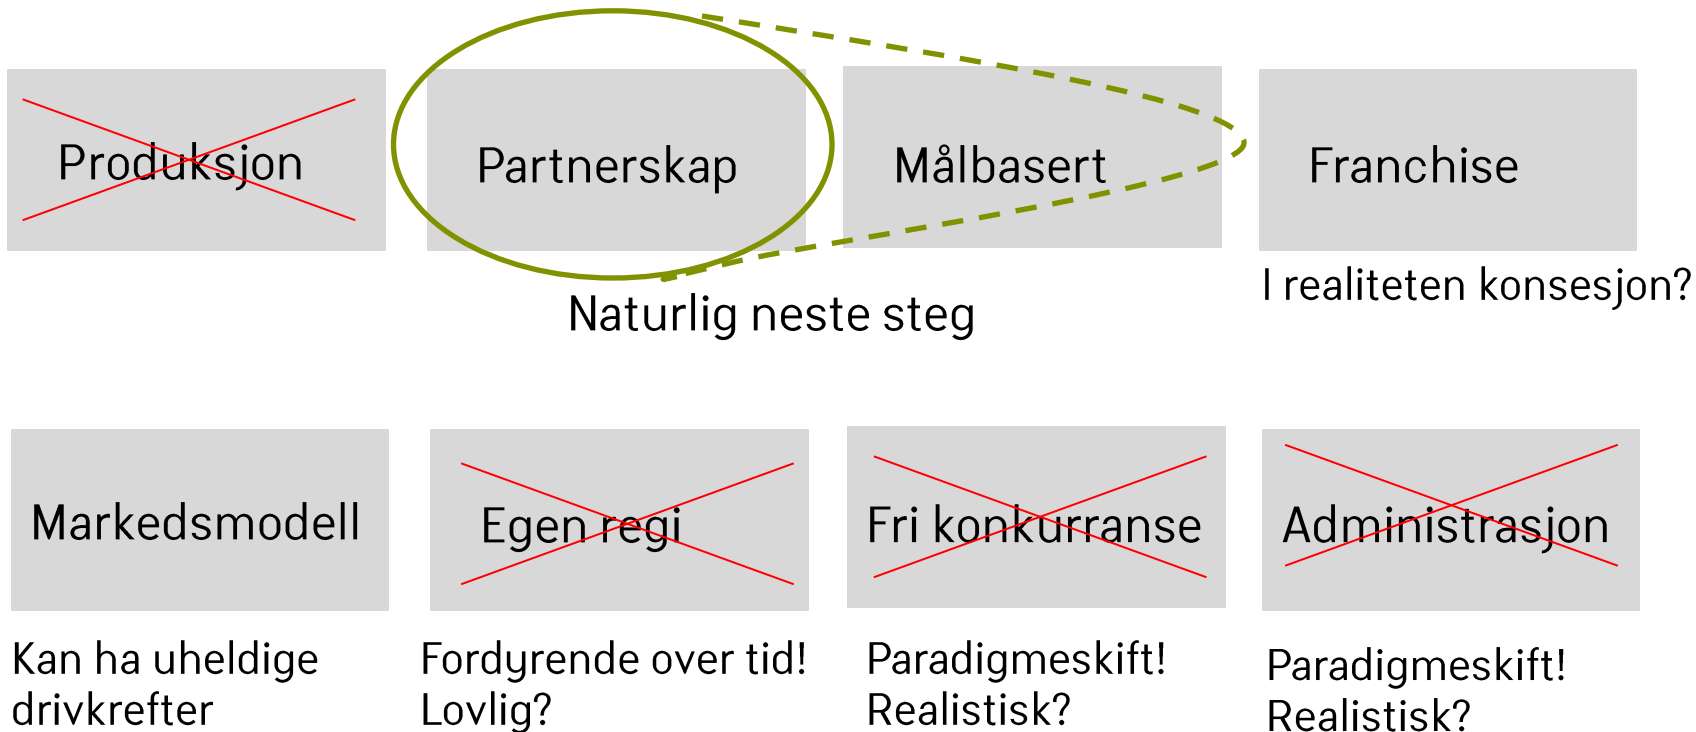 Produksjon
Partnerskap
Målbasert
Franchise
I realiteten konsesjon?
Naturlig neste steg
Markedsmodell
Egen regi
Fri konkurranse
Administrasjon
Kan ha uheldige
drivkrefter
Fordyrende over tid!
Lovlig?
Paradigmeskift!
Realistisk?
Paradigmeskift!
Realistisk?